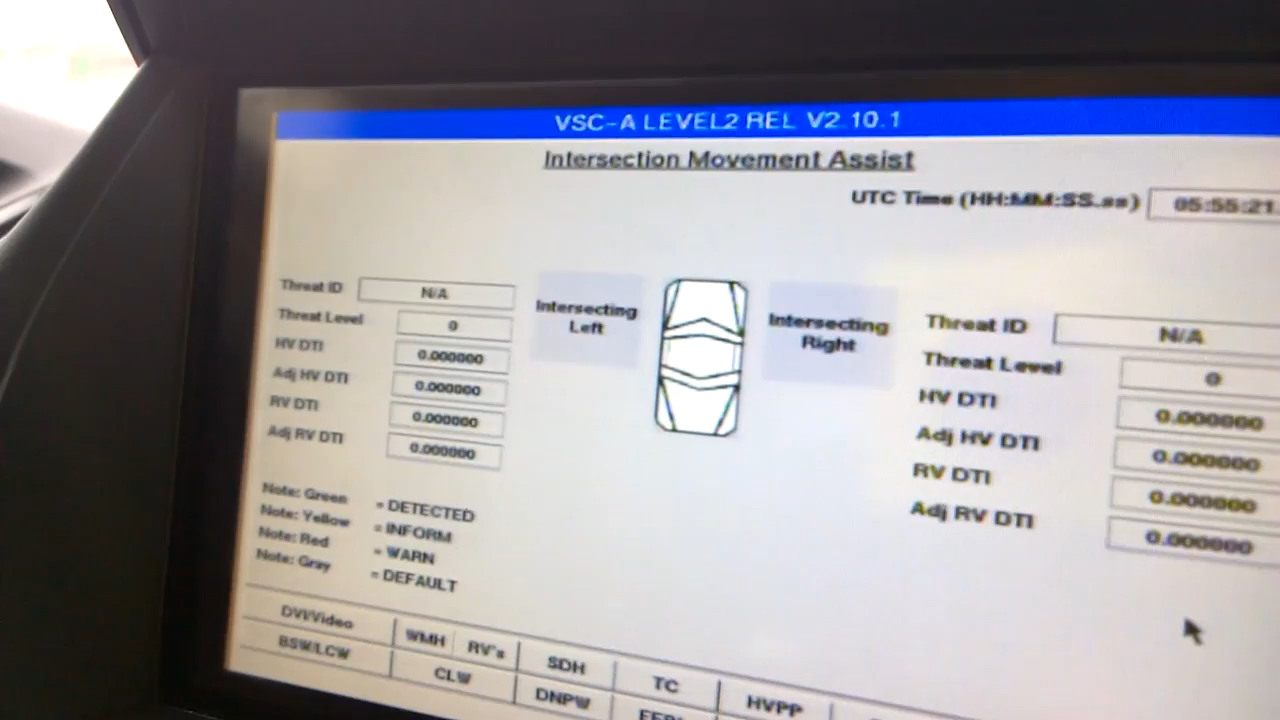 VSC-A LEVEL2 REL V2.10.1
Intersection Movement Assist
UTC Time (HH:MM:SS.ss) 05:55:21
Threat ID N/A
Threat Level 0
HV DTI 0.000000
Adj HV DTI 0.000000
RV DTI 0.000000
Adj RV DTI 0.000000
Intersecting
Left
Intersecting
Right
Threat ID N/A
Threat Level 0
HV DTI 0.000000
Adj HV DTI 0.000000
RV DTI 0.000000
Adj RV DTI 0.000000
Note: Green = DETECTED
Note: Yellow = INFORM
Note: Red = WARN
Note: Gray = DEFAULT
DVI/Video WMH RV's SDH TC HVPP
BSW/LCW CLW DNPW